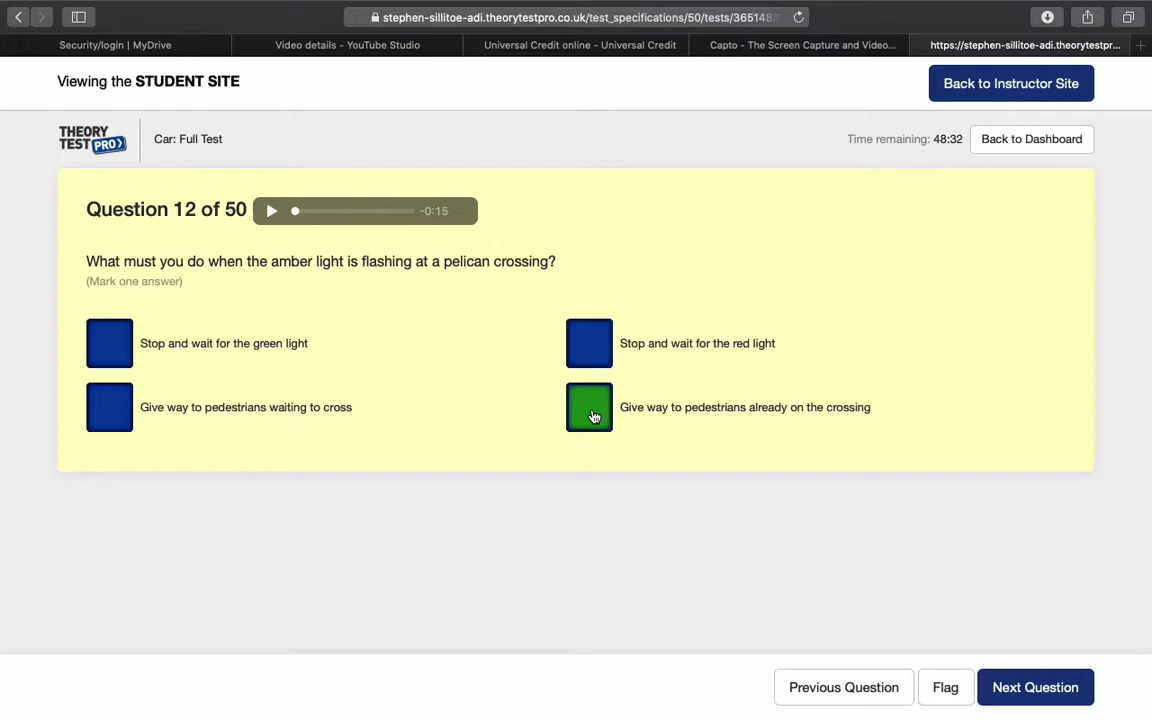 stephen-sillitoe-adi.theorytestpro.co.uk/test_specifications/50/tests/365148
Security/login | MyDrive
Video details - YouTube Studio
Universal Credit online - Universal Credit
Capto - The Screen Capture and Video...
https://stephen-sillitoe-adi.theorytestpr...
Viewing the STUDENT SITE
Back to Instructor Site
THEORY
TEST PRO
Car: Full Test
Time remaining: 48:32
Back to Dashboard
Question 12 of 50
-0:15
What must you do when the amber light is flashing at a pelican crossing?
(Mark one answer)
Stop and wait for the green light
Stop and wait for the red light
Give way to pedestrians waiting to cross
Give way to pedestrians already on the crossing
Previous Question
Flag
Next Question